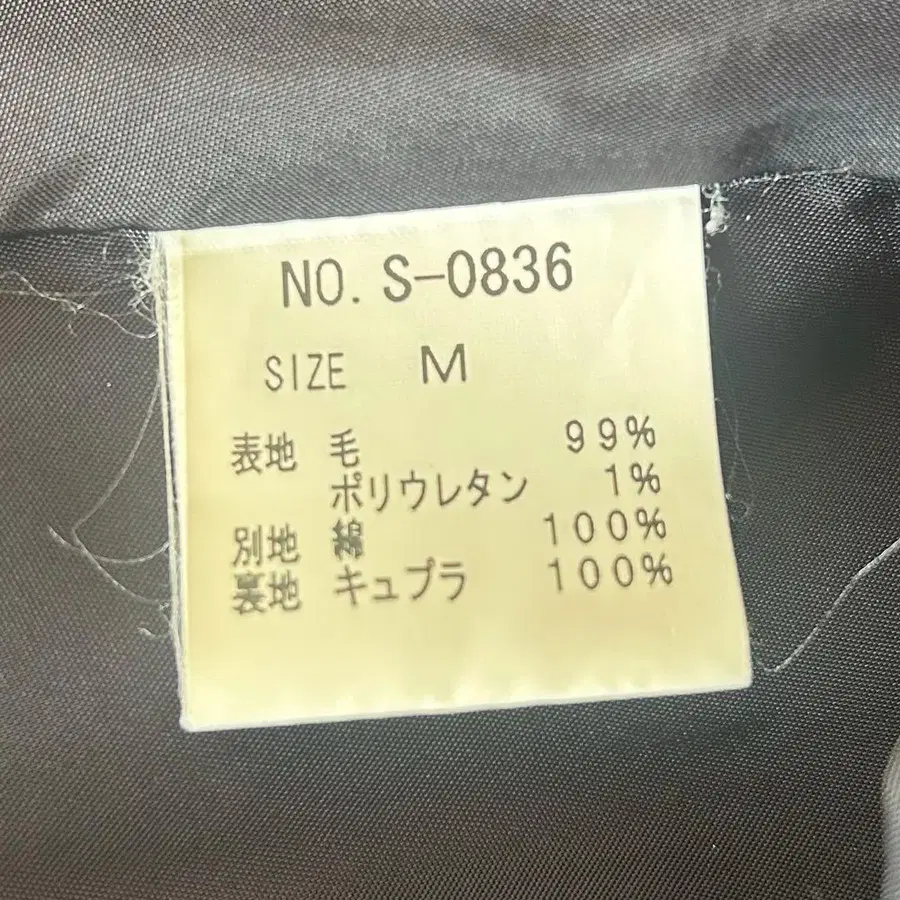 NO. S-0836
SIZE M
表地 毛 99%
ポリウレタン 1%
別地 綿 100%
裏地 キュプラ 100%